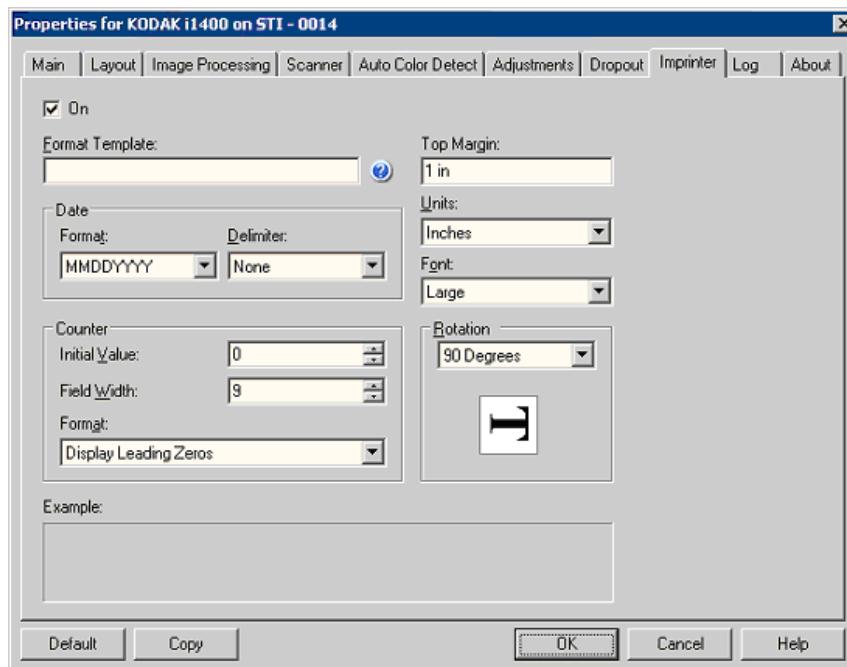 Properties for KODAK i1400 on STI - 0014
Main Layout Image Processing Scanner Auto Color Detect Adjustments Dropout Imprinter Log About
On
Format Template:
Top Margin:
1 in
Date
Format:
Delimiter:
MMDDYYYY
None
Units:
Inches
Font:
Large
Counter
Initial Value:
0
Field Width:
9
Format:
Display Leading Zeros
Rotation
90 Degrees
T
Example:
Default
Copy
OK
Cancel
Help